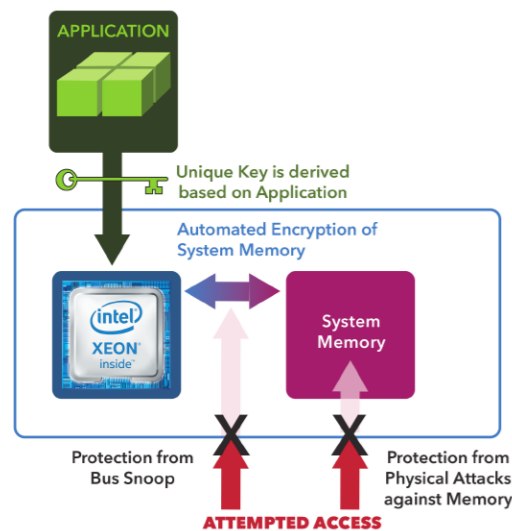 APPLICATION
Unique Key is derived
based on Application
Automated Encryption of
System Memory
intel
XEON
inside™
System
Memory
Protection from
Bus Snoop
Protection from
Physical Attacks
against Memory
ATTEMPTED ACCESS